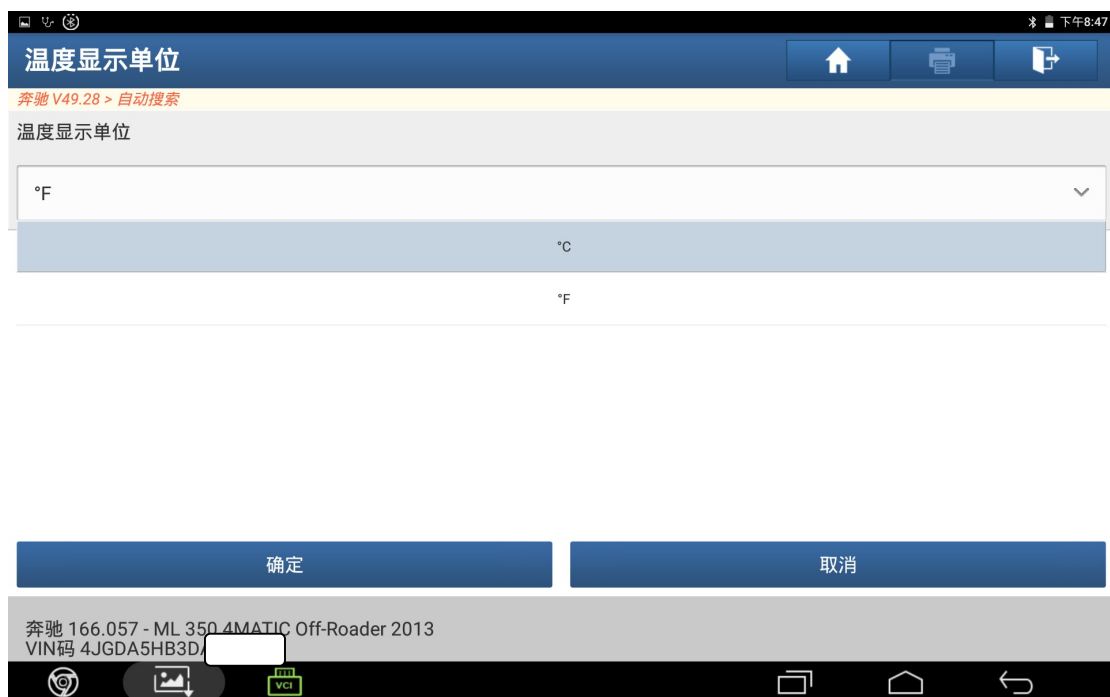 下午8:47
温度显示单位
奔驰 V49.28 > 自动搜索
温度显示单位
°F
°C
°F
确定
取消
奔驰 166.057 - ML 350 4MATIC Off-Roader 2013
VIN码 4JGDA5HB3D
VCI